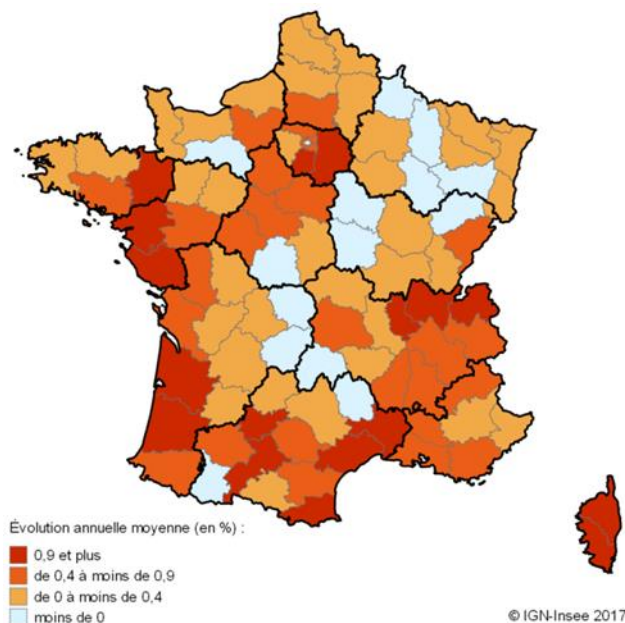 Évolution annuelle moyenne (en %) :
0,9 et plus
de 0,4 à moins de 0,9
de 0 à moins de 0,4
moins de 0
© IGN-Insee 2017